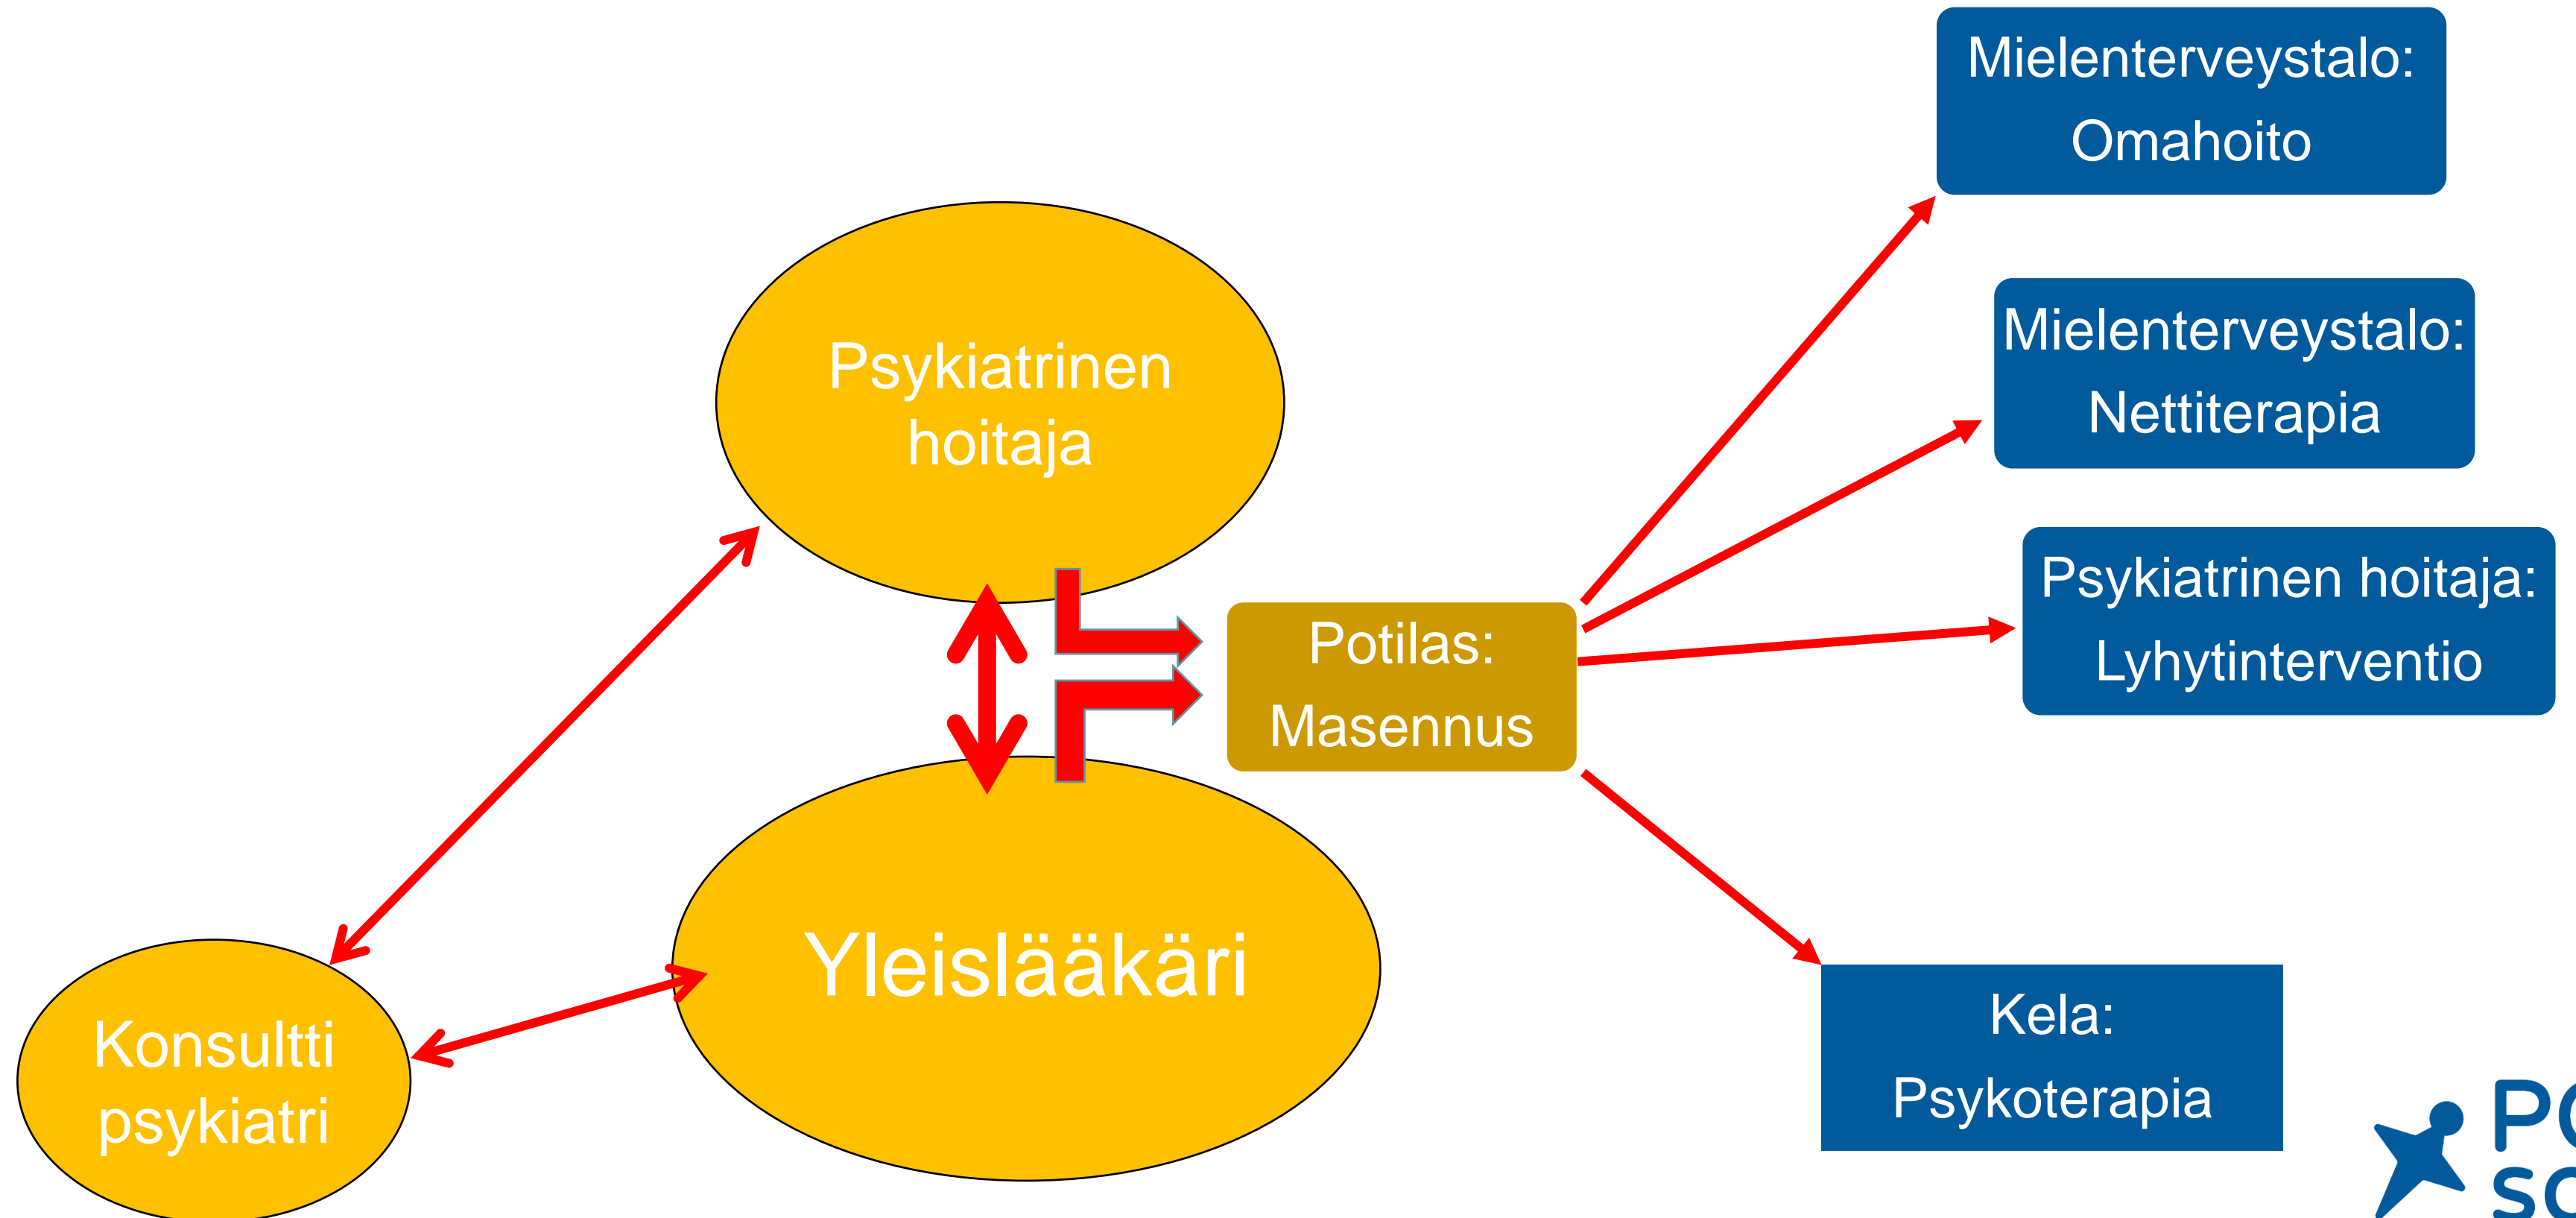 Mielenterveystalo:
Omahoito
Mielenterveystalo:
Nettiterapia
Psykiatrinen
hoitaja
Psykiatrinen hoitaja:
Lyhytinterventio
Potilas:
Masennus
Yleislääkäri
Konsultti
psykiatri
Kela:
Psykoterapia